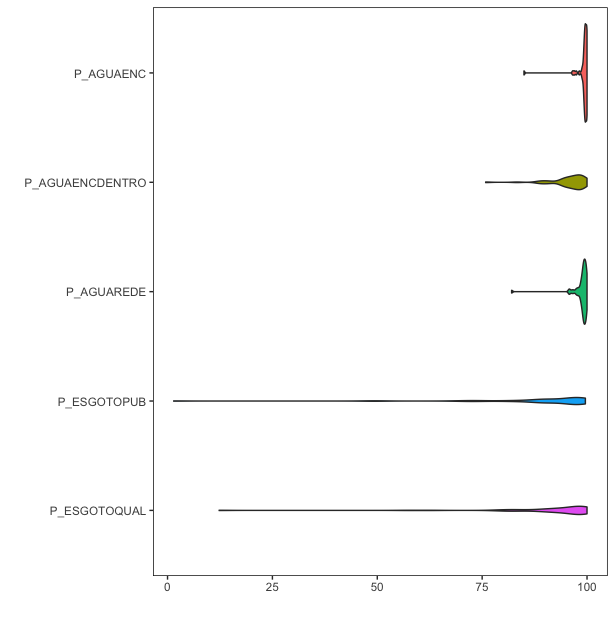 P_AGUAENC
P_AGUAENCDENTRO
P_AGUAREDE
P_ESGOTOPUB
P_ESGOTOQUAL
0 25 50 75 100